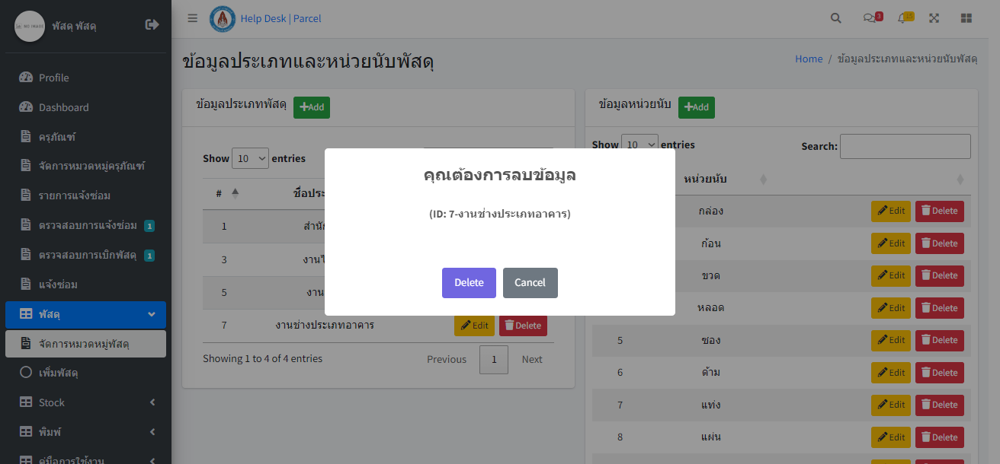 พัสดุ พัสดุ
Profile
Dashboard
ครุภัณฑ์
จัดการหมวดหมู่ครุภัณฑ์
รายการแจ้งซ่อม
ตรวจสอบการแจ้งซ่อม 1
ตรวจสอบการเบิกพัสดุ 1
แจ้งซ่อม
พัสดุ
จัดการหมวดหมู่พัสดุ
เพิ่มพัสดุ
Stock
พิมพ์
คู่มือการใช้งาน
Help Desk | Parcel
3
15
ข้อมูลประเภทและหน่วยนับพัสดุ
Home / ข้อมูลประเภทและหน่วยนับพัสดุ
ข้อมูลประเภทพัสดุ Add
Show 10 entries
# ชื่อประ
1 สำนัก
3
5 งาน
7 งานช่างประเภทอาคาร Edit Delete
Showing 1 to 4 of 4 entries
Previous 1 Next
คุณต้องการลบข้อมูล
(ID: 7-งานช่างประเภทอาคาร)
Delete Cancel
ข้อมูลหน่วยนับ Add
Show 10 entries
Search:
หน่วยนับ
กล่อง Edit Delete
ก้อน Edit Delete
ขวด Edit Delete
หลอด Edit Delete
5 ซอง Edit Delete
6 ด้าม Edit Delete
7 แท่ง Edit Delete
8 แผ่น Edit Delete